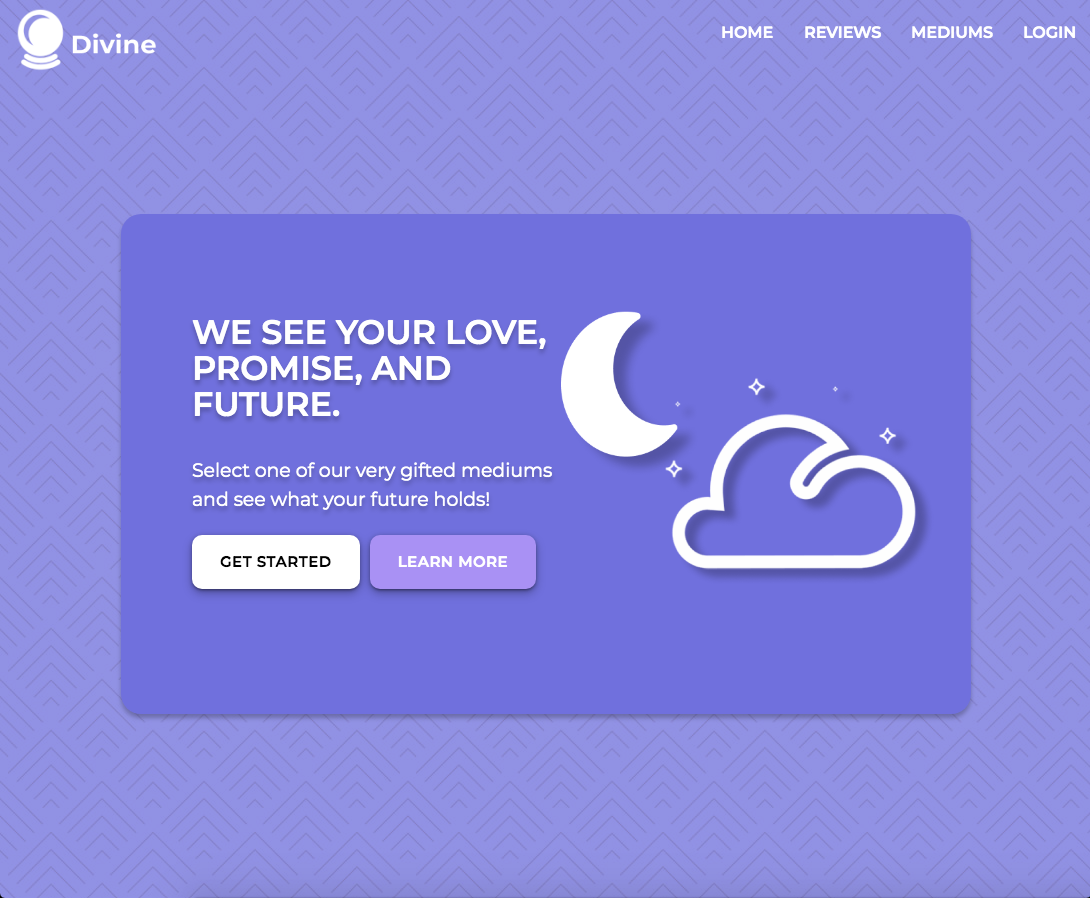 Divine
HOME REVIEWS MEDIUMS LOGIN
WE SEE YOUR LOVE,
PROMISE, AND
FUTURE.
Select one of our very gifted mediums
and see what your future holds!
GET STARTED LEARN MORE